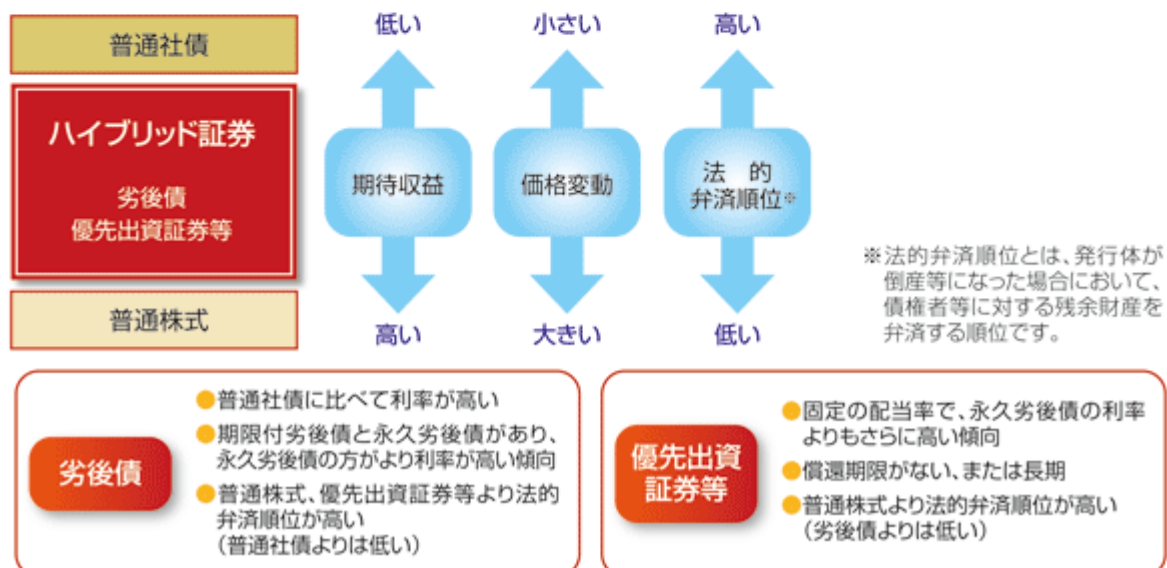 普通社債
ハイブリッド証券
劣後債
優先出資証券等
普通株式
低い
小さい
高い
期待収益
価格変動
法的
弁済順位※
高い
大きい
低い
※法的弁済順位とは、発行体が
倒産等になった場合において、
債権者等に対する残余財産を
弁済する順位です。
劣後債
●普通社債に比べて利率が高い
●期限付劣後債と永久劣後債があり、
永久劣後債の方がより利率が高い傾向
●普通株式、優先出資証券等より法的
弁済順位が高い
（普通社債よりは低い）
優先出資
証券等
●固定の配当率で、永久劣後債の利率
よりもさらに高い傾向
●償還期限がない、または長期
●普通株式より法的弁済順位が高い
（劣後債よりは低い）